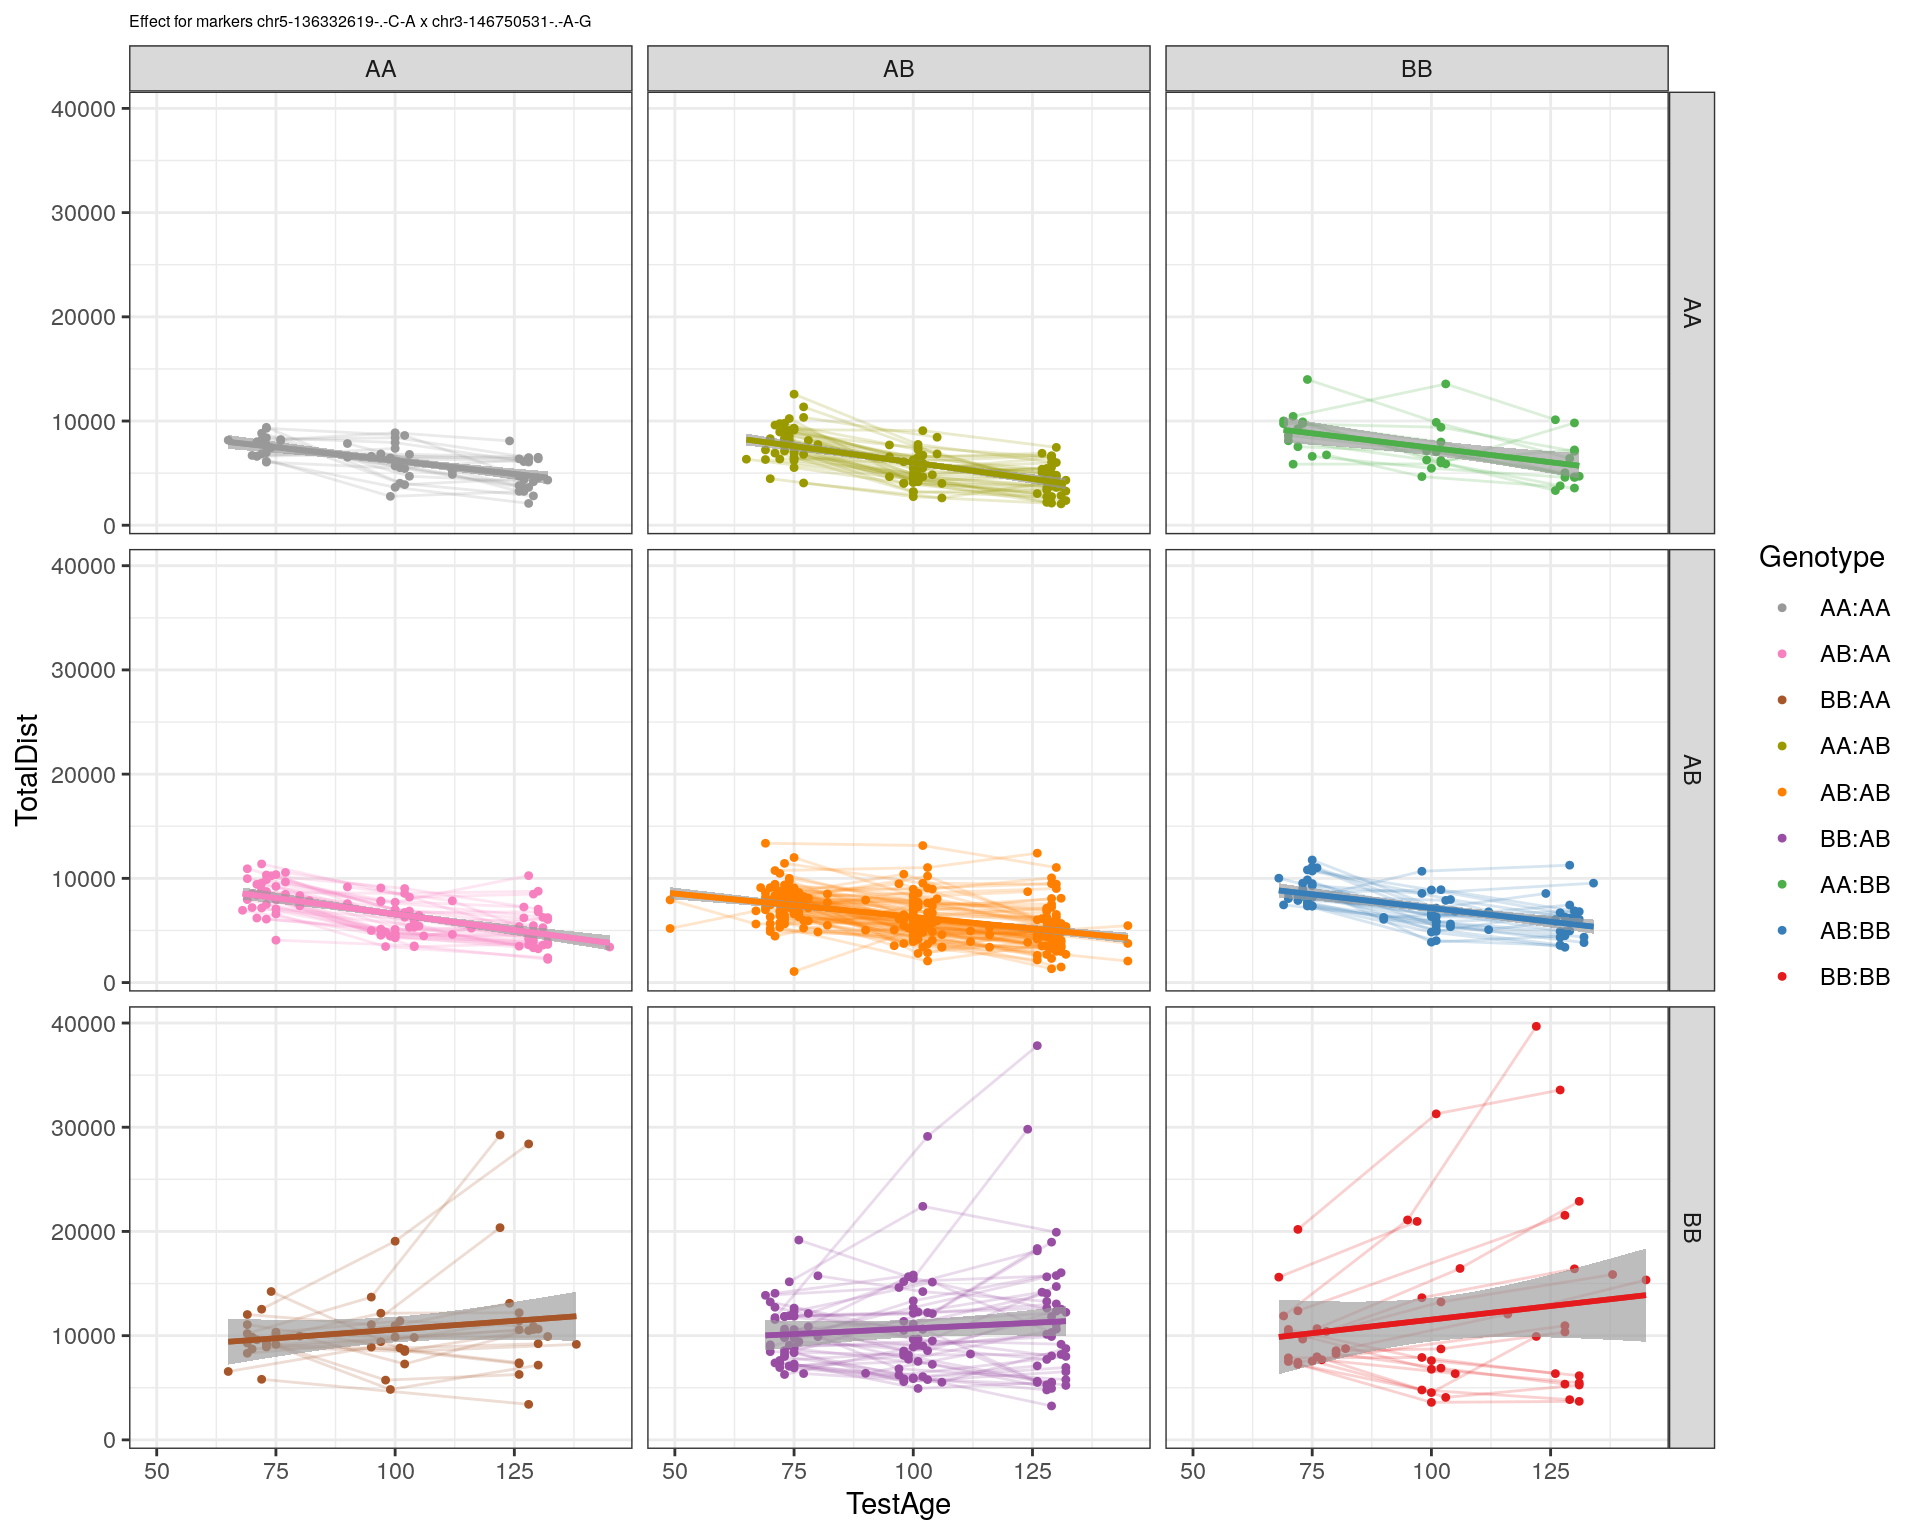 Effect for markers chr5-136332619-.-C-A x chr3-146750531-.-A-G
AA
AB
BB
40000
30000
20000
10000
0
AA
40000
30000
20000
10000
0
AB
40000
30000
20000
10000
0
BB
50
75
100
125
50
75
100
125
50
75
100
125
TestAge
TotalDist
Genotype
AA:AA
AB:AA
BB:AA
AA:AB
AB:AB
BB:AB
AA:BB
AB:BB
BB:BB